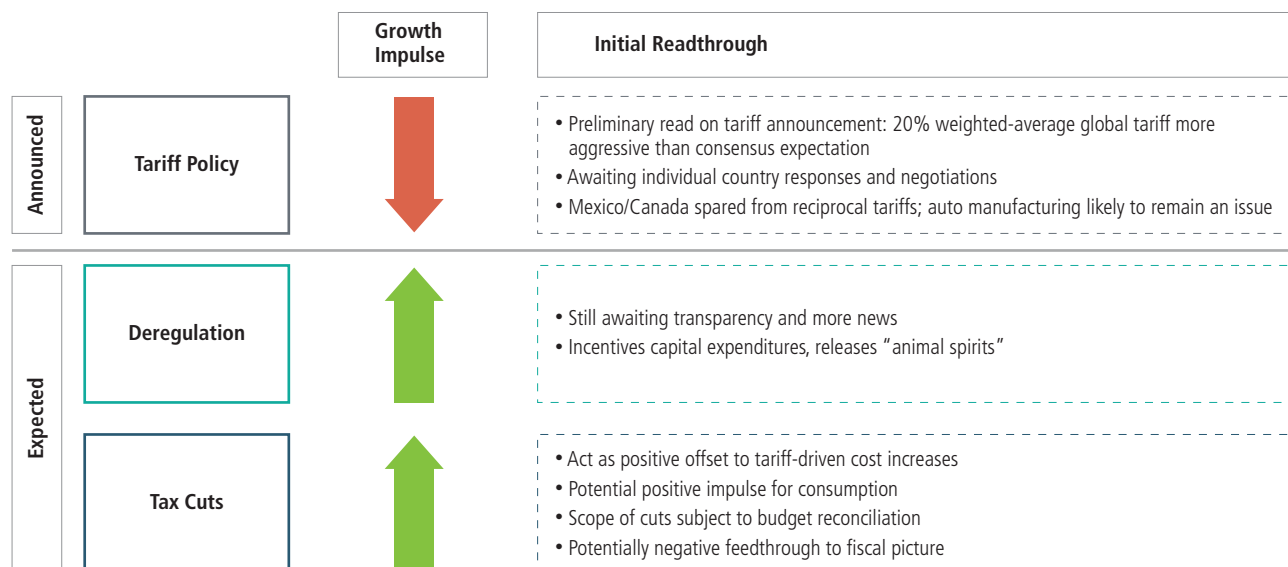 Growth
Impulse
Initial Readthrough
Announced
Tariff Policy
• Preliminary read on tariff announcement: 20% weighted-average global tariff more
aggressive than consensus expectation
• Awaiting individual country responses and negotiations
• Mexico/Canada spared from reciprocal tariffs; auto manufacturing likely to remain an issue
Expected
Deregulation
• Still awaiting transparency and more news
• Incentives capital expenditures, releases “animal spirits”
Tax Cuts
• Act as positive offset to tariff-driven cost increases
• Potential positive impulse for consumption
• Scope of cuts subject to budget reconciliation
• Potentially negative feedthrough to fiscal picture